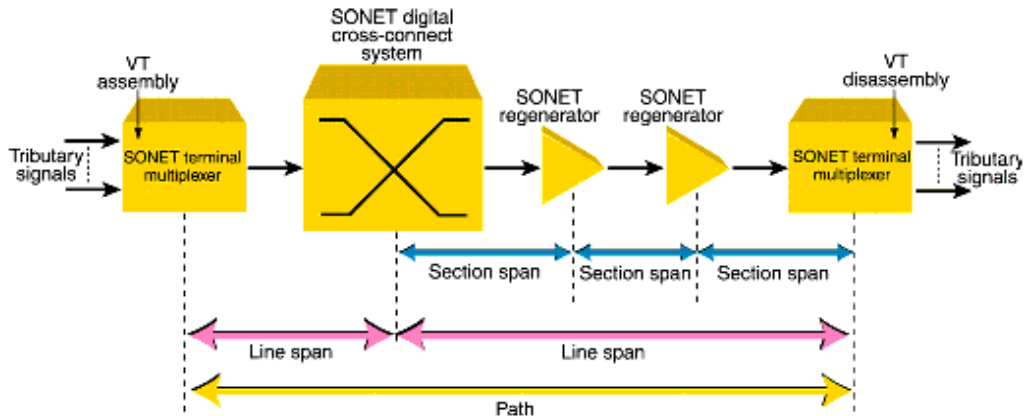 SONET digital
cross-connect
system
VT
assembly
VT
disassembly
SONET
regenerator
SONET
regenerator
Tributary
signals
SONET terminal
multiplexer
SONET terminal
multiplexer
Tributary
signals
Section span
Section span
Section span
Line span
Line span
Path